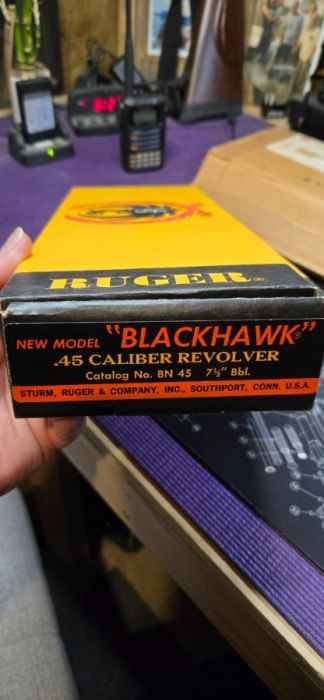 RUGER®
NEW MODEL "BLACKHAWK®"
.45 CALIBER REVOLVER
Catalog No. BN 45 7½" Bbl.
STURM, RUGER & COMPANY, INC., SOUTHPORT, CONN. U.S.A.